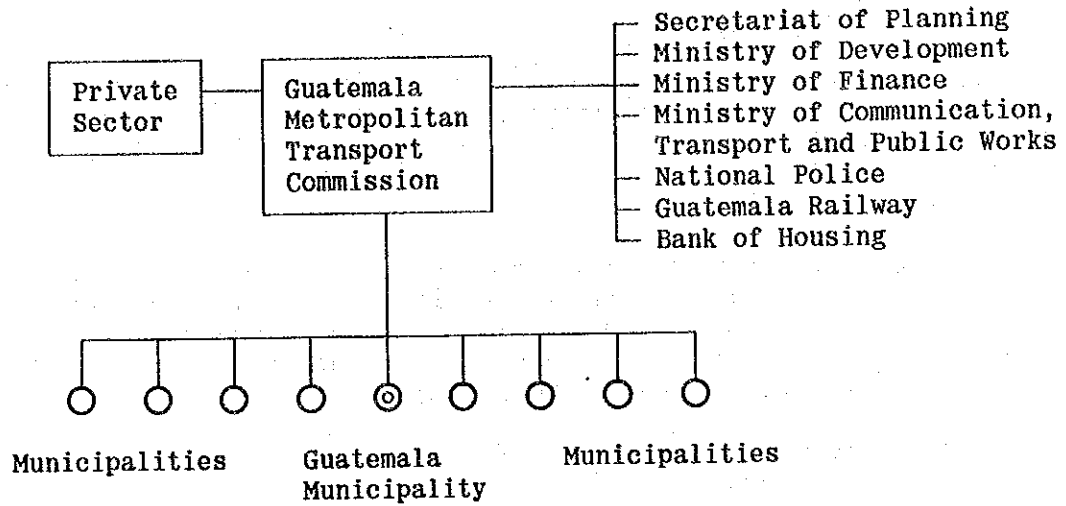 Private
Sector
Guatemala
Metropolitan
Transport
Commission
Secretariat of Planning
Ministry of Development
Ministry of Finance
Ministry of Communication,
Transport and Public Works
National Police
Guatemala Railway
Bank of Housing
Municipalities
Guatemala
Municipality
Municipalities